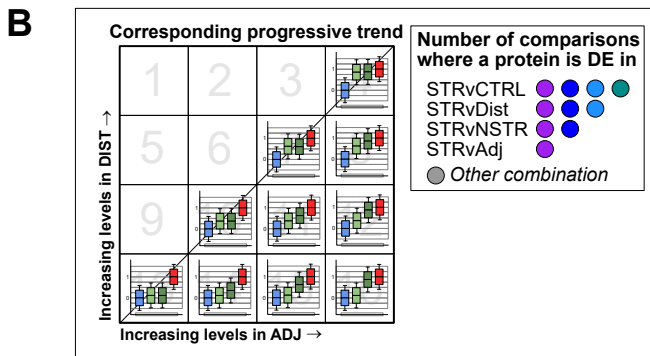 B
Corresponding progressive trend
1 2 3
5 6
9
Increasing levels in DIST →
Increasing levels in ADJ →
Number of comparisons
where a protein is DE in
STRvCTRL
STRvDist
STRvNSTR
STRvAdj
Other combination